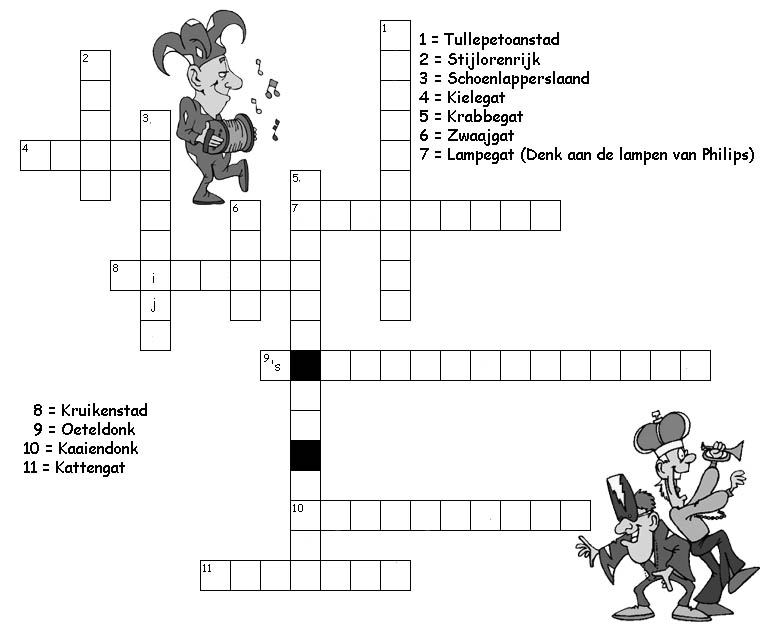 1 = Tullepetoanstad
2 = Stijlorenrijk
3 = Schoenlapperslaand
4 = Kielegat
5 = Krabbegat
6 = Zwaajgat
7 = Lampegat (Denk aan de lampen van Philips)
1
2
3.
4
5.
6
7
8
i
j
9
's
8 = Kruikenstad
9 = Oeteldonk
10 = Kaaiendonk
11 = Kattengat
10
11